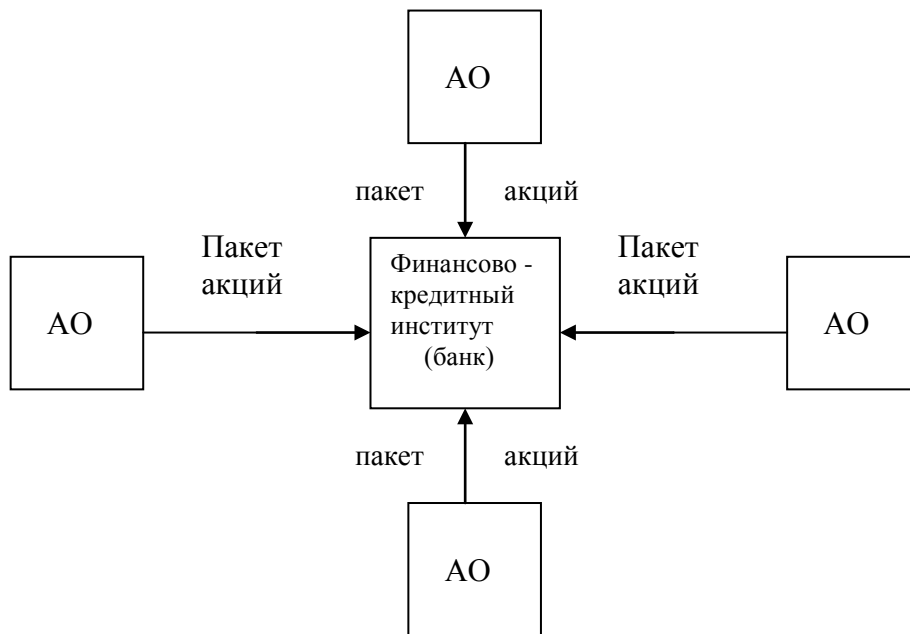 АО
пакет акций
Пакет
акций
Пакет
акций
АО
Финансово -
кредитный
институт
(банк)
АО
пакет акций
АО